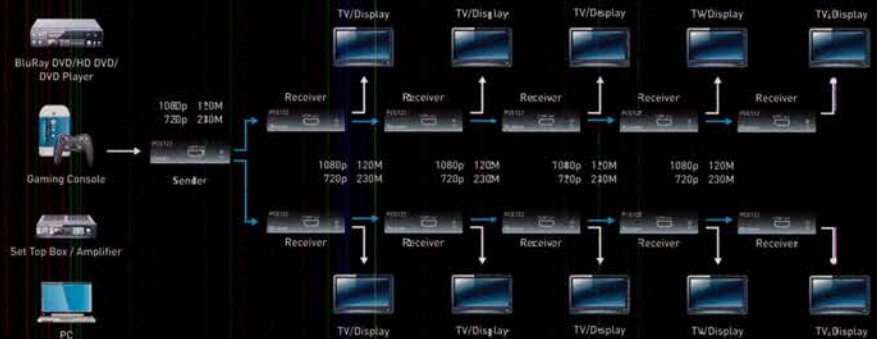 TV/Display TV/Display TV/Display TV/Display TV/Display
BluRay DVD/HD DVD/
DVD Player
1080p 120M
720p 230M
Receiver Receiver Receiver Receiver Receiver
Gaming Console
Sender
1080p 120M 1080p 120M 1080p 120M 1080p 120M
720p 230M 720p 230M 720p 230M 720p 230M
Set Top Box / Amplifier
Receiver Receiver Receiver Receiver Receiver
PC
TV/Display TV/Display TV/Display TV/Display TV/Display